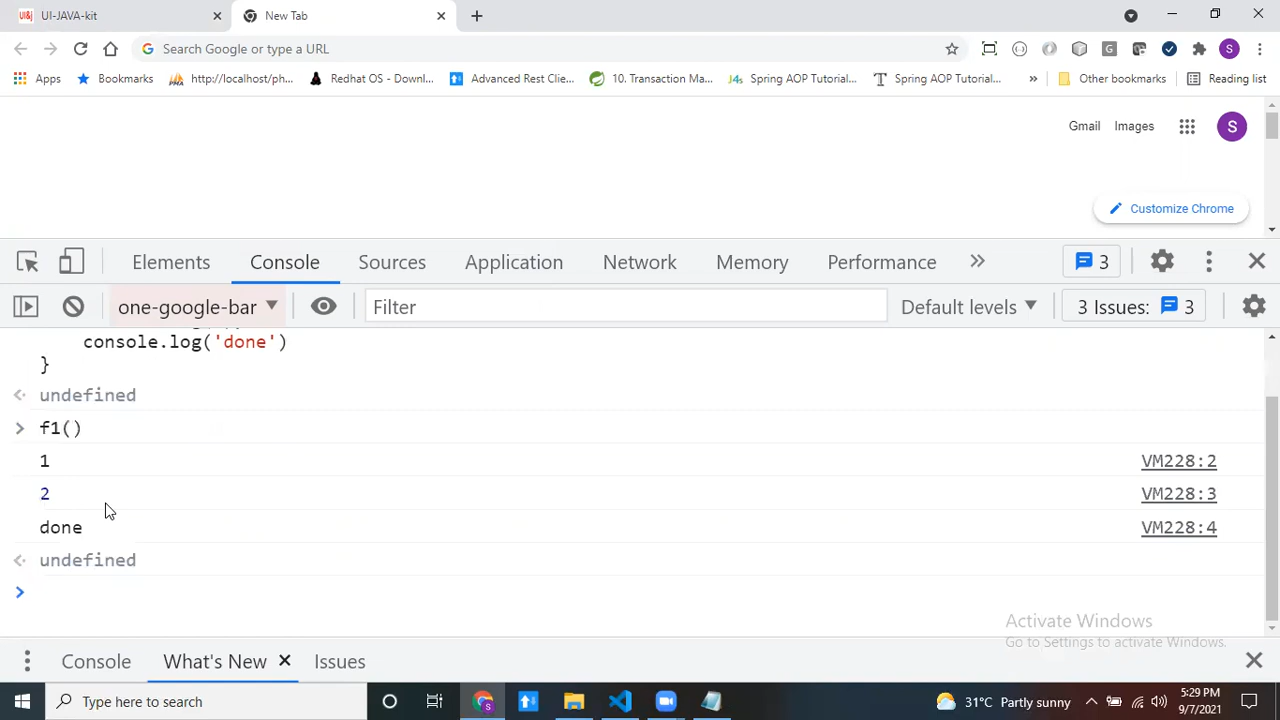 UI-JAVA-kit
New Tab
Search Google or type a URL
Apps
Bookmarks
http://localhost/ph...
Redhat OS - Downl...
Advanced Rest Clie...
10. Transaction Ma...
Spring AOP Tutorial...
Spring AOP Tutorial...
»
Other bookmarks
Reading list
Gmail
Images
S
Customize Chrome
Elements
Console
Sources
Application
Network
Memory
Performance
»
3
one-google-bar
Filter
Default levels
3 Issues:
3
console.log('done')
}
undefined
f1()
1 VM228:2
2 VM228:3
done VM228:4
undefined
Activate Windows
Go to Settings to activate Windows.
Console
What's New
Issues
Type here to search
31°C Partly sunny
5:29 PM
9/7/2021